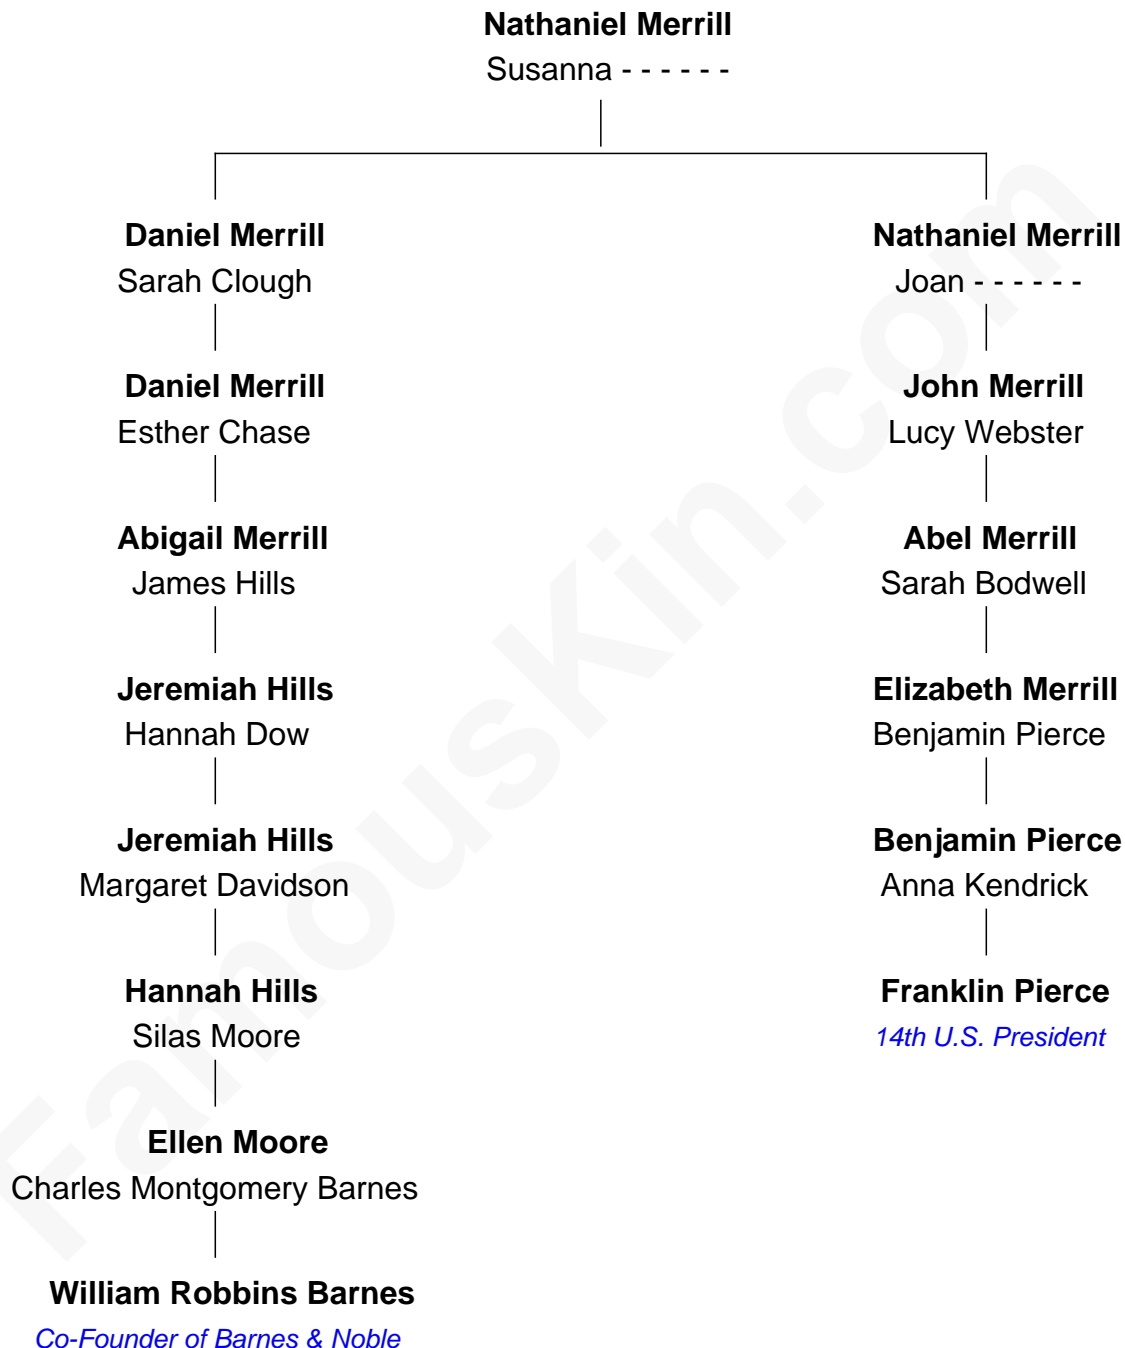 Nathaniel Merrill
Susanna - - - - - -
Daniel Merrill
Sarah Clough
Daniel Merrill
Esther Chase
Abigail Merrill
James Hills
Jeremiah Hills
Hannah Dow
Jeremiah Hills
Margaret Davidson
Hannah Hills
Silas Moore
Ellen Moore
Charles Montgomery Barnes
William Robbins Barnes
Co-Founder of Barnes & Noble
Nathaniel Merrill
Joan - - - - - -
John Merrill
Lucy Webster
Abel Merrill
Sarah Bodwell
Elizabeth Merrill
Benjamin Pierce
Benjamin Pierce
Anna Kendrick
Franklin Pierce
14th U.S. President
FamousKin.com